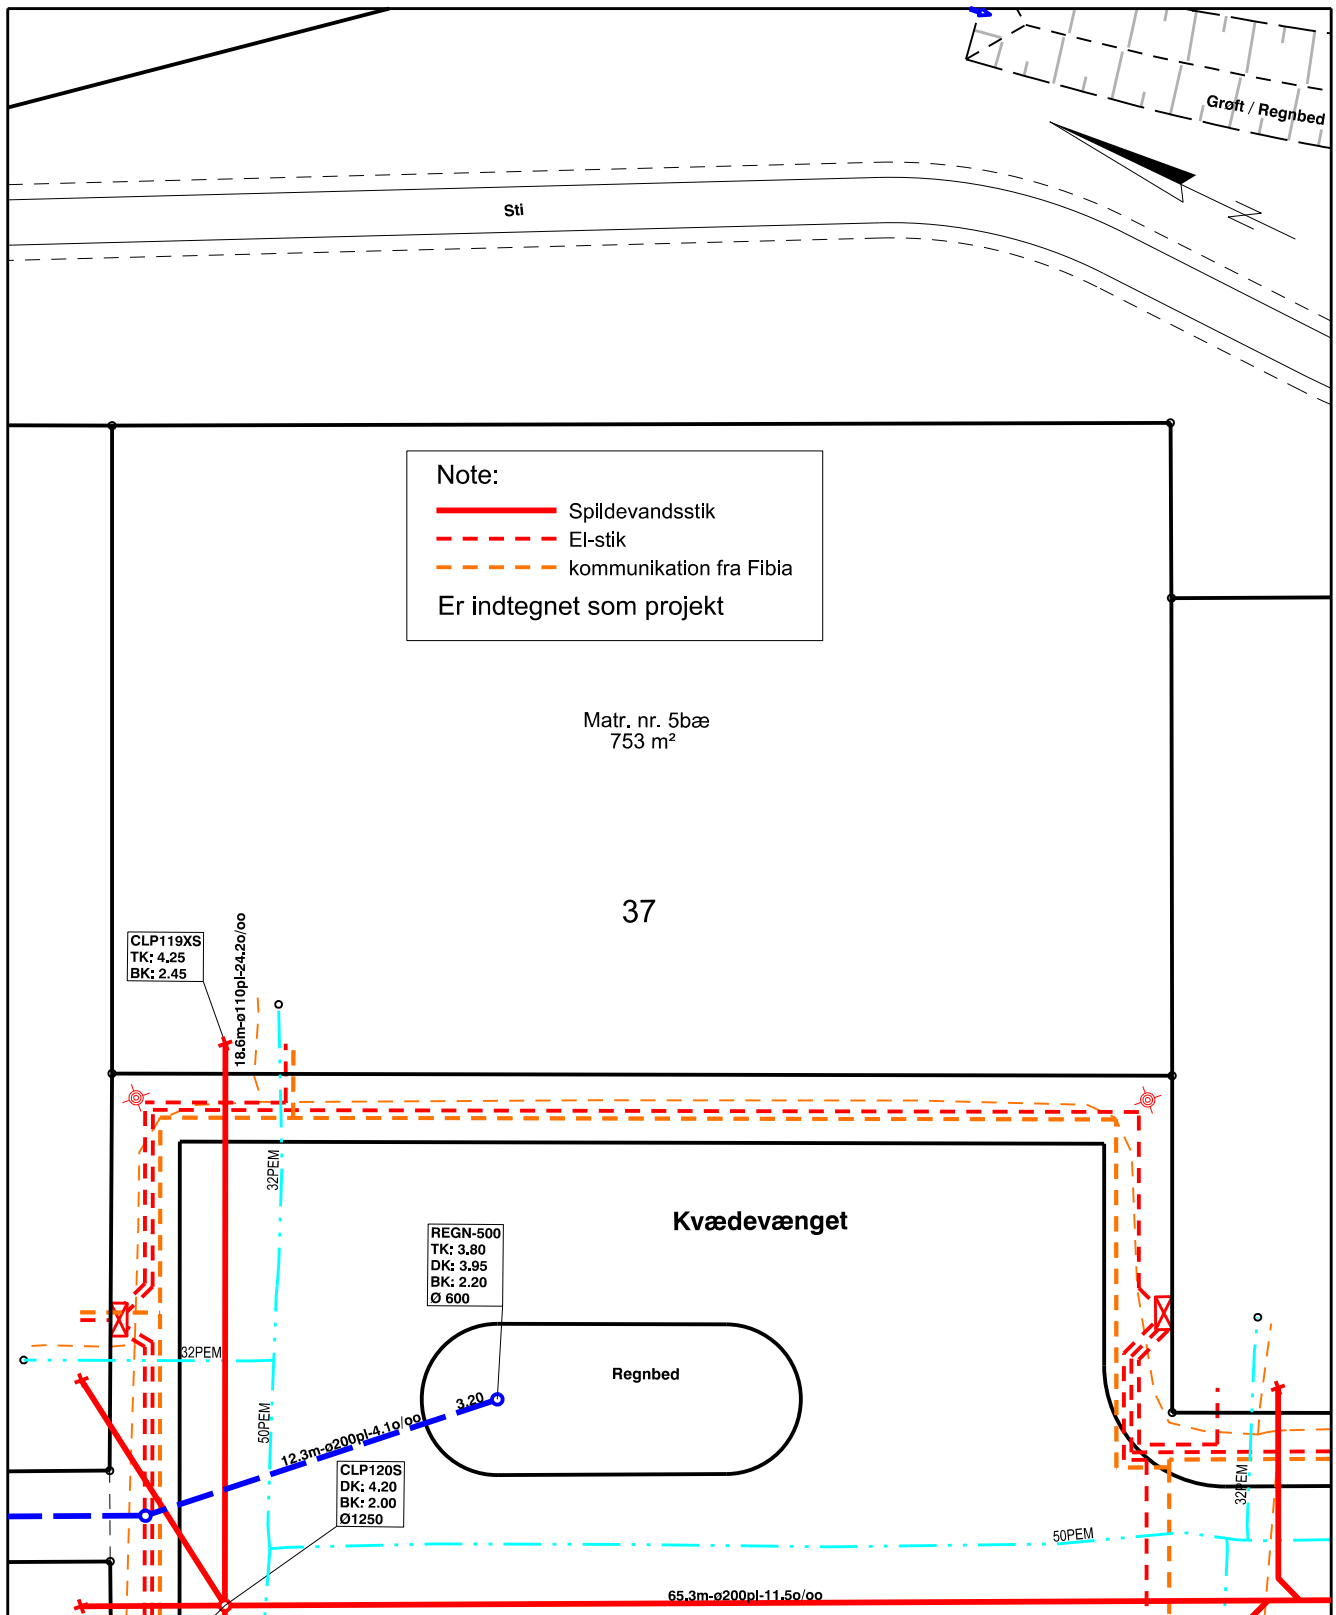 Grøft / Regnbed
N
Sti
Note:
Spildevandsstik
El-stik
kommunikation fra Fibia
Er indtegnet som projekt
Matr. nr. 5bæ
753 m²
37
CLP119XS
TK: 4.25
BK: 2.45
18.6m-ø110pl-24.2o/oo
32PEM
Kvædevænget
REGN-500
TK: 3.80
DK: 3.95
BK: 2.20
Ø 600
32PEM
Regnbed
3.20
50PEM
12.3m-ø200pl-4.1o/oo
CLP120S
DK: 4.20
BK: 2.00
Ø1250
32PEM
50PEM
65.3m-ø200pl-11.5o/oo